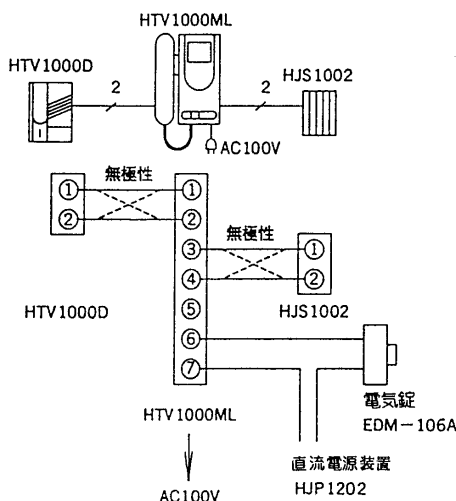 HTV1000ML
HTV1000D
2
2
HJS1002
AC100V
無極性
① ①
② ②
無極性
③ ①
④ ②
⑤
HTV1000D
HJS1002
⑥
⑦
電気錠
EDM-106A
HTV1000ML
直流電源装置
HJP1202
AC100V